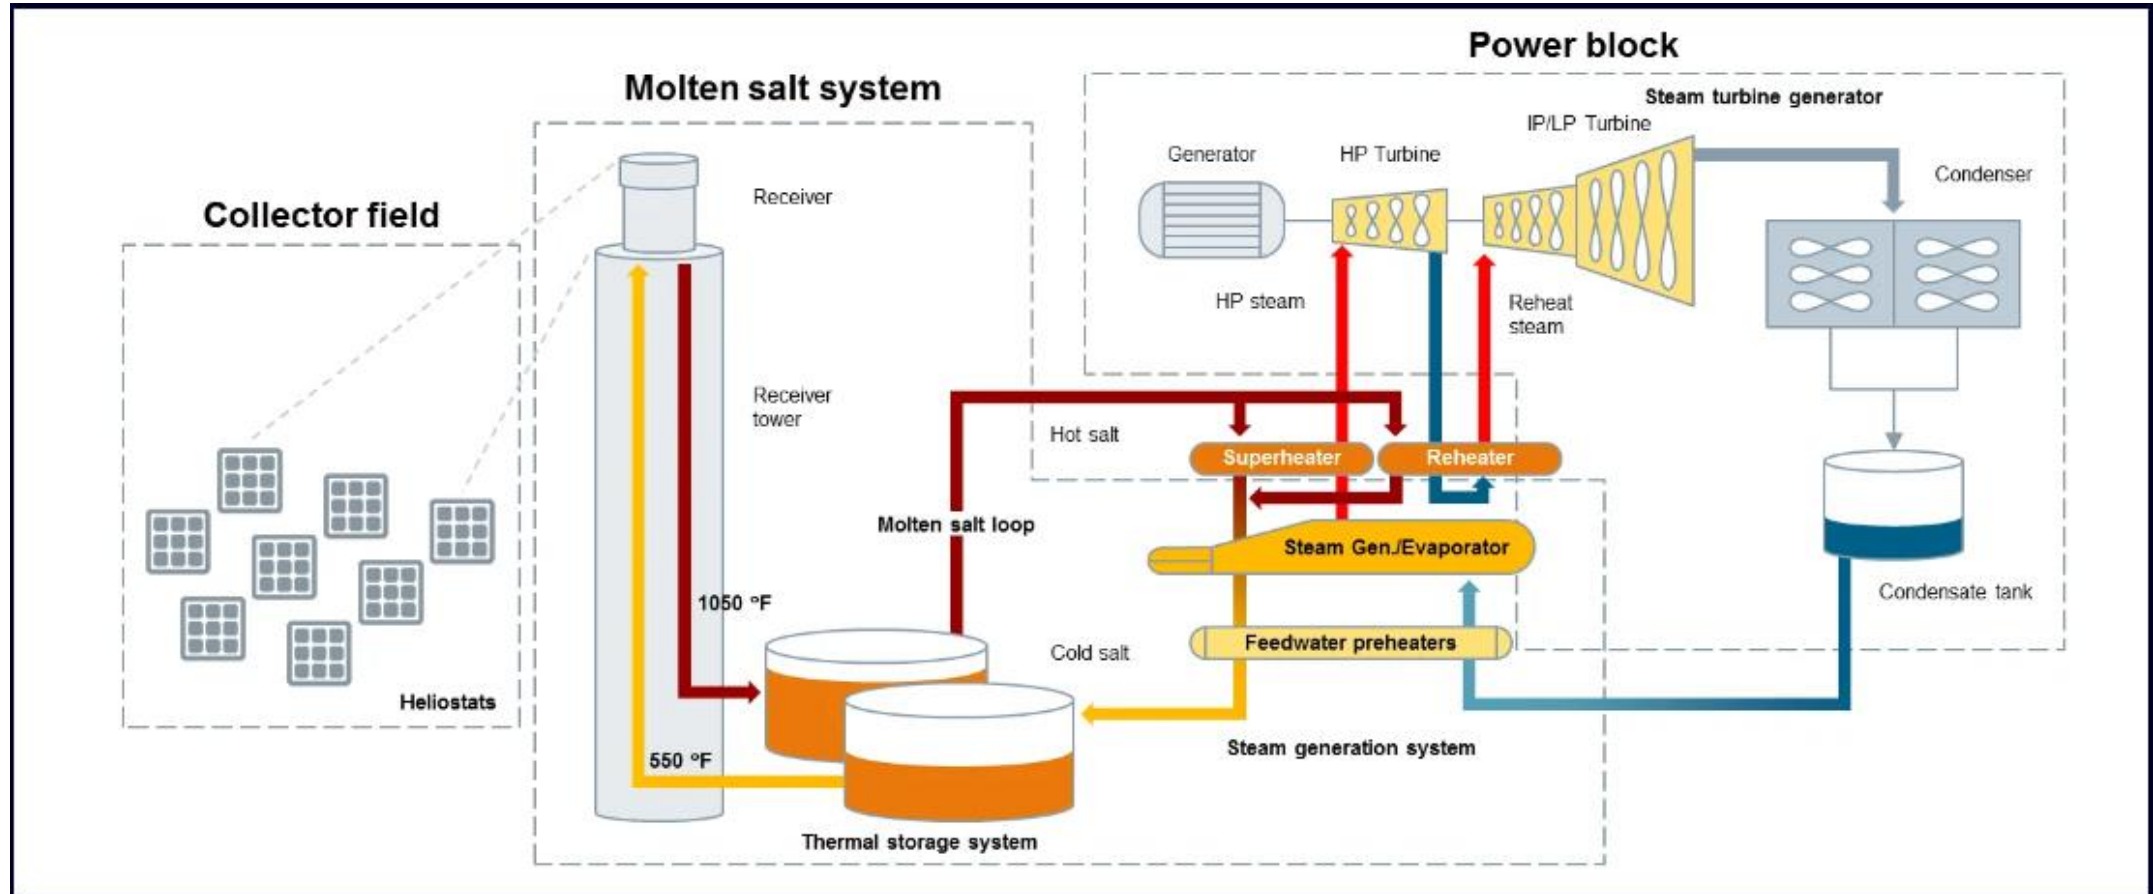 Power block
Molten salt system
Steam turbine generator
IP/LP Turbine
Generator
HP Turbine
Condenser
Receiver
Collector field
HP steam
Reheat
steam
Receiver
tower
Hot salt
Superheater
Reheater
Molten salt loop
Steam Gen./Evaporator
1050 °F
Condensate tank
Cold salt
Feedwater preheaters
Heliostats
Steam generation system
550 °F
Thermal storage system